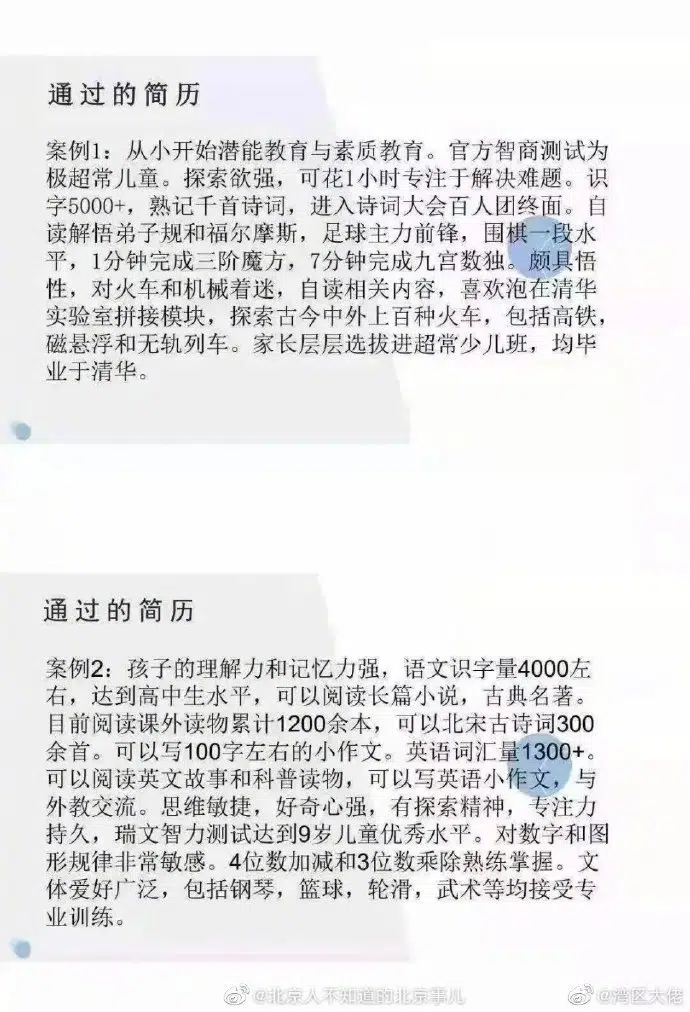 通过的简历
案例1：从小开始潜能教育与素质教育。官方智商测试为
极超常儿童。探索欲强，可花1小时专注于解决难题。识
字5000+，熟记千首诗词，进入诗词大会百人团终面。自
读解悟弟子规和福尔摩斯，足球主力前锋，围棋一段水
平，1分钟完成三阶魔方，7分钟完成九宫数独。颇具悟
性，对火车和机械着迷，自读相关内容，喜欢泡在清华
实验室拼接模块，探索古今中外上百种火车，包括高铁，
磁悬浮和无轨列车。家长层层选拔进超常少儿班，均毕
业于清华。
通过的简历
案例2：孩子的理解力和记忆力强，语文识字量4000左
右，达到高中生水平，可以阅读长篇小说，古典名著。
目前阅读课外读物累计1200余本，可以北宋古诗词300
余首。可以写100字左右的小作文。英语词汇量1300+。
可以阅读英文故事和科普读物，可以写英语小作文，与
外教交流。思维敏捷，好奇心强，有探索精神，专注力
持久，瑞文智力测试达到9岁儿童优秀水平。对数字和图
形规律非常敏感。4位数加减和3位数乘除熟练掌握。文
体爱好广泛，包括钢琴，篮球，轮滑，武术等均接受专
业训练。
@北京人不知道的北京事儿
@湾区大佬